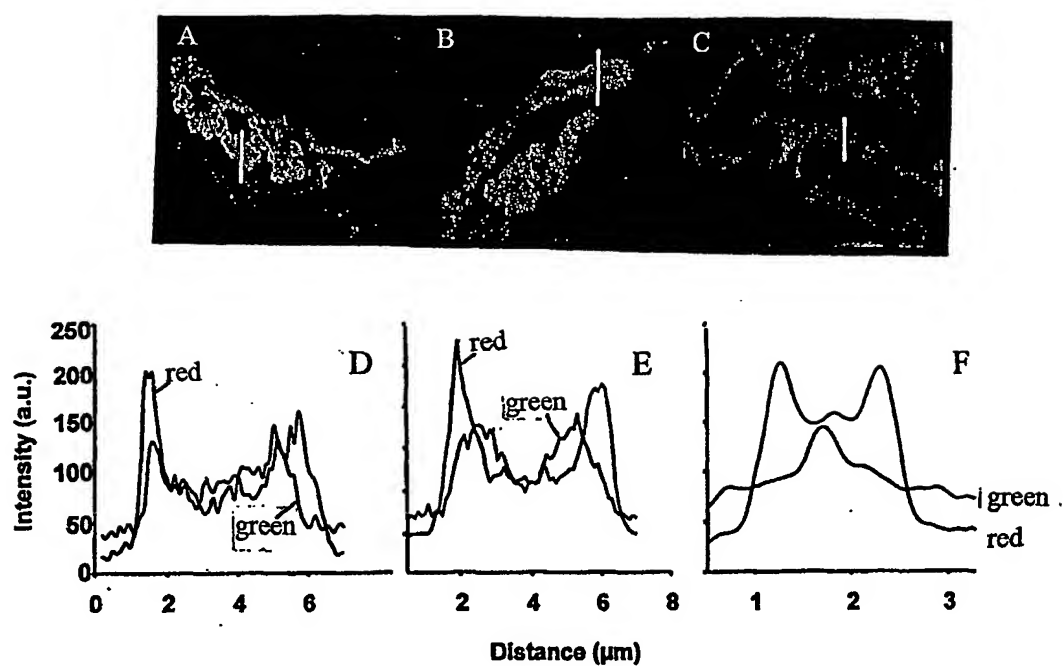 A B C
250
200
150
100
50
0
Intensity (a.u.)
red
D
green
0 2 4 6
red
E
green
2 4 6 8
F
green
red
1 2 3
Distance (µm)